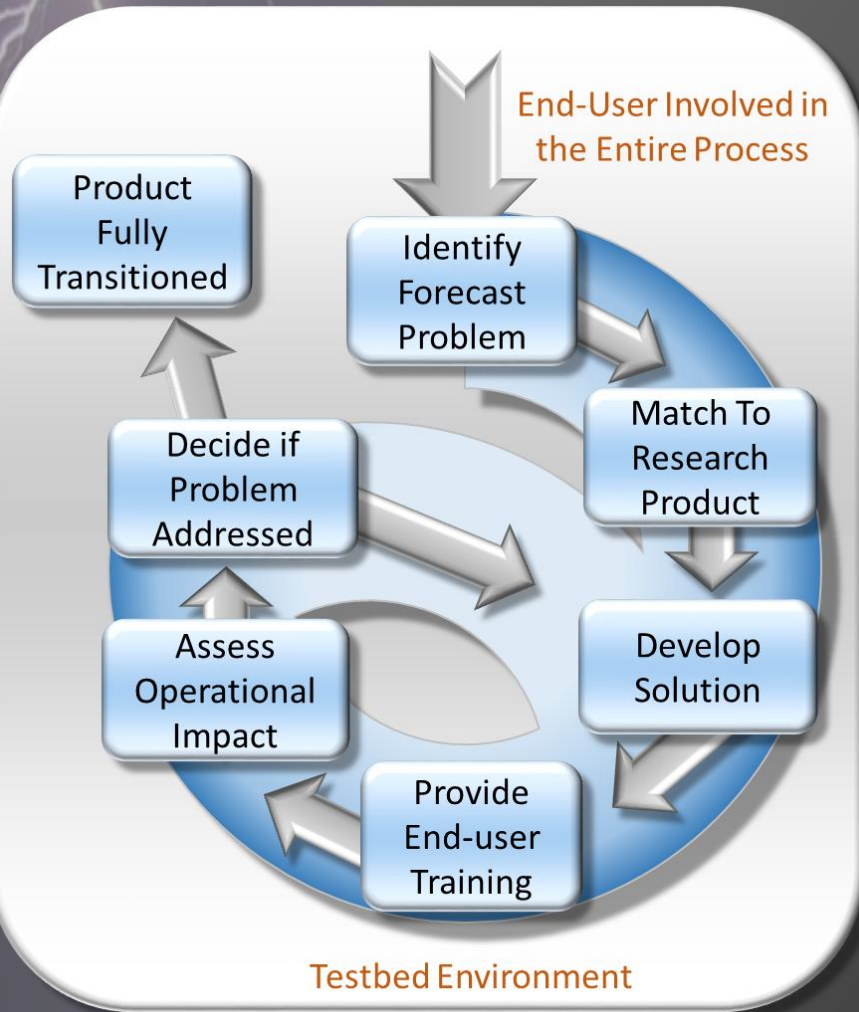 End-User Involved in
the Entire Process
Identify
Forecast
Problem
Match To
Research
Product
Develop
Solution
Provide
End-user
Training
Assess
Operational
Impact
Decide if
Problem
Addressed
Product
Fully
Transitioned
Testbed Environment